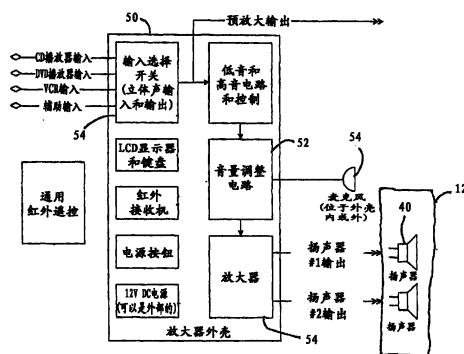 50
预放大输出
CD播放器输入
DVD播放器输入
VCR输入
辅助输入
54
输入选择
开关
(立体声输
入和输出)
低音和
高音电路
和控制
LCD显示器
和键盘
音量调整
电路
52
54
麦克风
(位于外壳
内或外)
12
通用
红外遥控
红外
接收机
电源按钮
放大器
扬声器
#1输出
40
扬声器
扬声器
#2输出
扬声器
12V DC电源
(可以是外部的)
54
放大器外壳